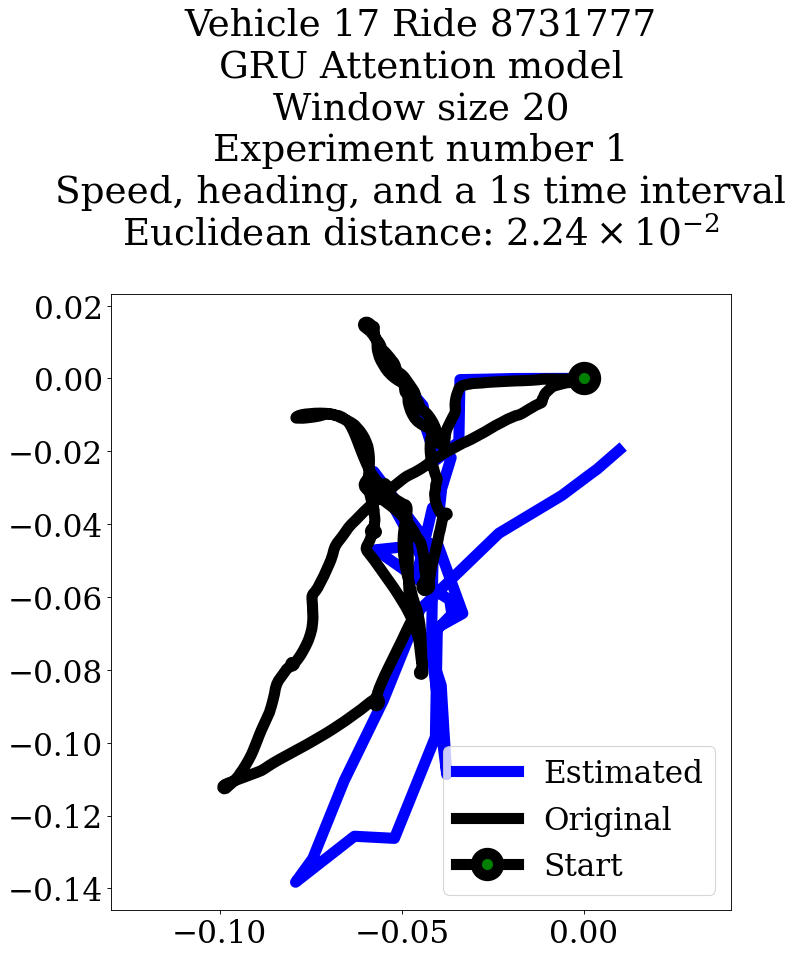 Vehicle 17 Ride 8731777
GRU Attention model
Window size 20
Experiment number 1
Speed, heading, and a 1s time interval
Euclidean distance: 2.24 × 10⁻²
0.02
0.00
−0.02
−0.04
−0.06
−0.08
−0.10
−0.12
−0.14
Estimated
Original
Start
−0.10
−0.05
0.00